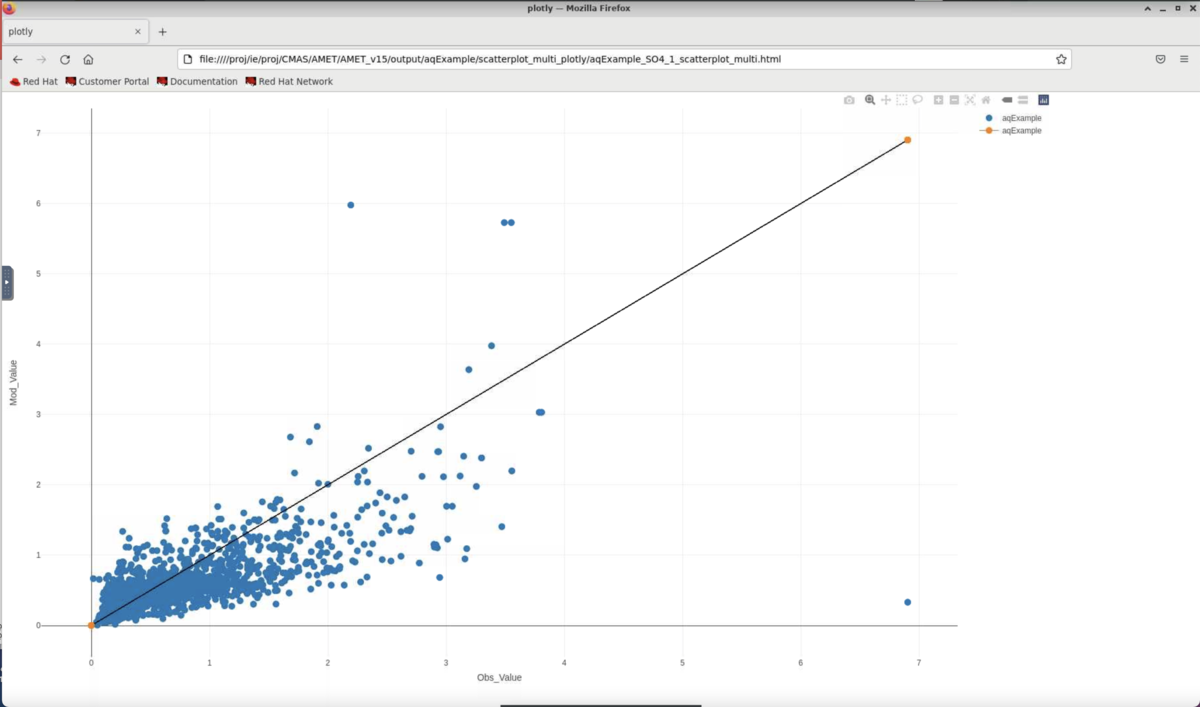 plotly — Mozilla Firefox
plotly
file:////proj/ie/proj/CMAS/AMET/AMET_v15/output/aqExample/scatterplot_multi_plotly/aqExample_SO4_1_scatterplot_multi.html
Red Hat Customer Portal Documentation Red Hat Network
aqExample
aqExample
7
6
5
4
3
2
1
0
Mod_Value
0 1 2 3 4 5 6 7
Obs_Value